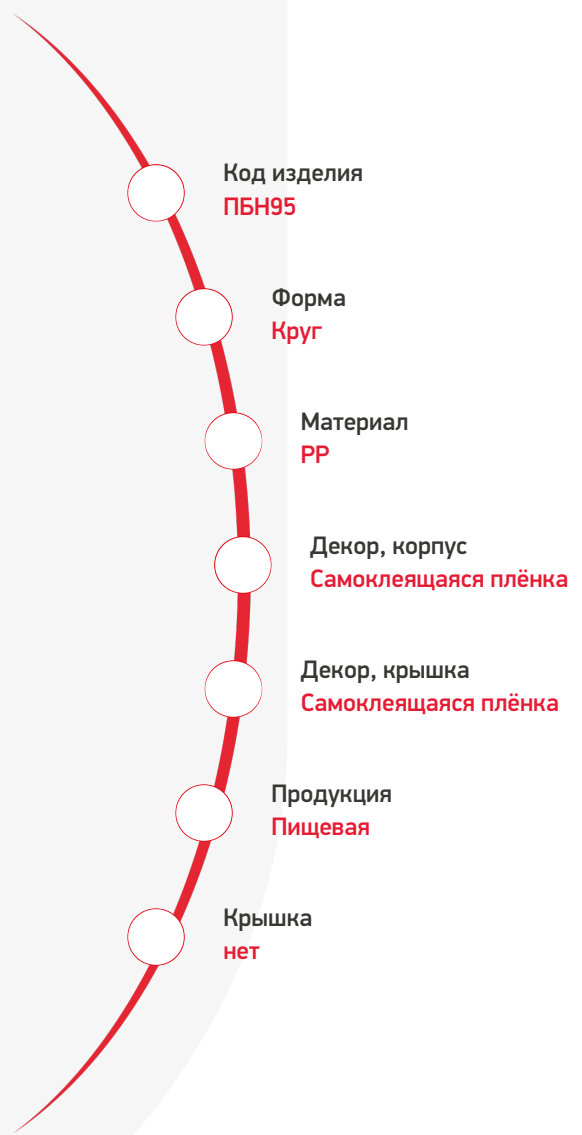 Код изделия
ПБН95
Форма
Круг
Материал
PP
Декор, корпус
Самоклеящаяся плёнка
Декор, крышка
Самоклеящаяся плёнка
Продукция
Пищевая
Крышка
нет